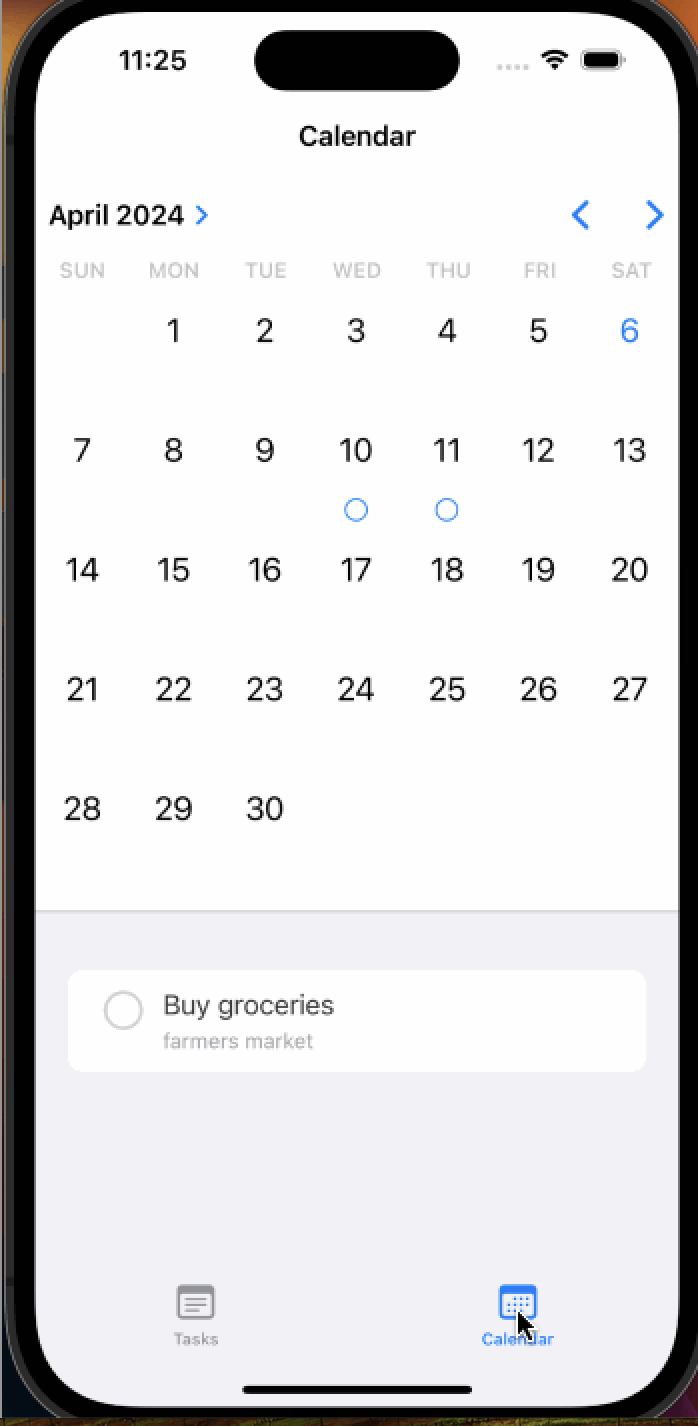 11:25
Calendar
April 2024
SUN MON TUE WED THU FRI SAT
1 2 3 4 5 6
7 8 9 10 11 12 13
14 15 16 17 18 19 20
21 22 23 24 25 26 27
28 29 30
Buy groceries
farmers market
Tasks Calendar